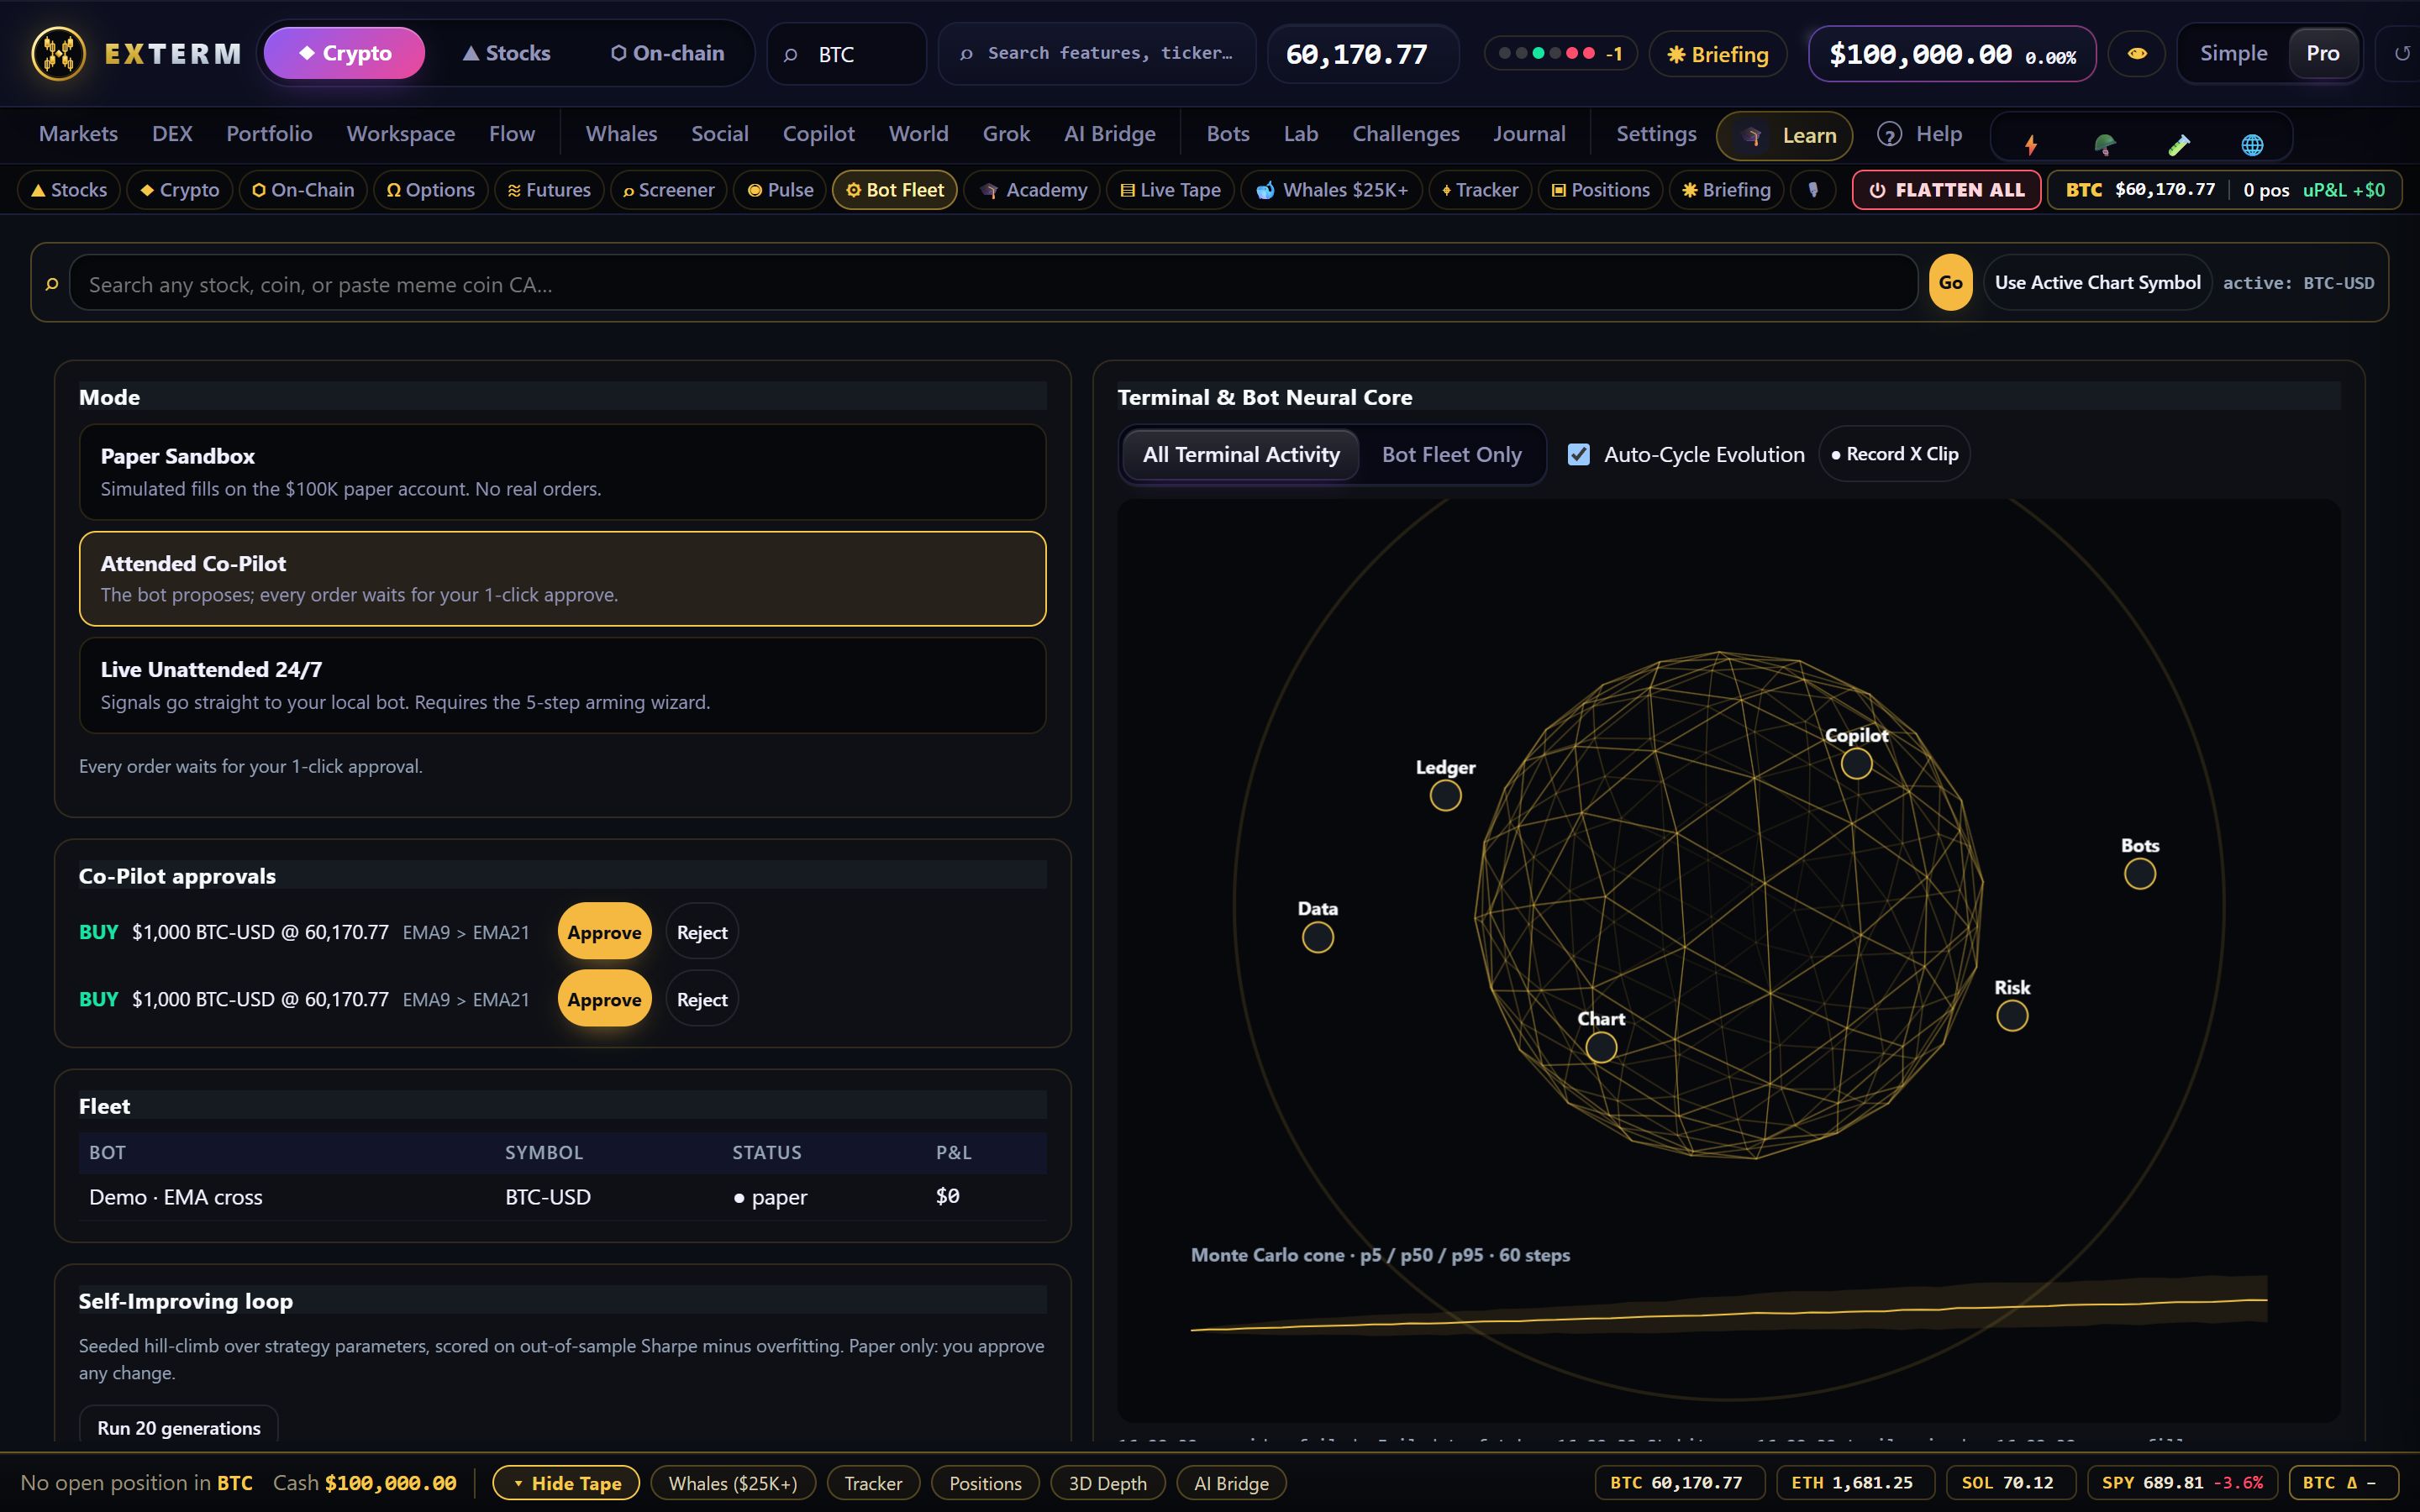 EXTERM
◆ Crypto ▲ Stocks ⬡ On-chain
BTC
Search features, ticker…
60,170.77
-1
Briefing
$100,000.00 0.00%
Simple Pro
Markets DEX Portfolio Workspace Flow Whales Social Copilot World Grok AI Bridge Bots Lab Challenges Journal Settings Learn ? Help
▲ Stocks ◆ Crypto ⬡ On-Chain Ω Options ≋ Futures Screener Pulse Bot Fleet Academy Live Tape Whales $25K+ Tracker Positions Briefing FLATTEN ALL BTC $60,170.77 0 pos uP&L +$0
Search any stock, coin, or paste meme coin CA...
Go
Use Active Chart Symbol
active: BTC-USD
Mode
Paper Sandbox
Simulated fills on the $100K paper account. No real orders.
Attended Co-Pilot
The bot proposes; every order waits for your 1-click approve.
Live Unattended 24/7
Signals go straight to your local bot. Requires the 5-step arming wizard.
Every order waits for your 1-click approval.
Co-Pilot approvals
BUY $1,000 BTC-USD @ 60,170.77 EMA9 > EMA21 Approve Reject
BUY $1,000 BTC-USD @ 60,170.77 EMA9 > EMA21 Approve Reject
Fleet
BOT SYMBOL STATUS P&L
Demo · EMA cross BTC-USD ● paper $0
Self-Improving loop
Seeded hill-climb over strategy parameters, scored on out-of-sample Sharpe minus overfitting. Paper only: you approve
any change.
Run 20 generations
Terminal & Bot Neural Core
All Terminal Activity Bot Fleet Only Auto-Cycle Evolution ● Record X Clip
Copilot
Ledger
Bots
Data
Risk
Chart
Monte Carlo cone · p5 / p50 / p95 · 60 steps
No open position in BTC Cash $100,000.00 ▾ Hide Tape Whales ($25K+) Tracker Positions 3D Depth AI Bridge BTC 60,170.77 ETH 1,681.25 SOL 70.12 SPY 689.81 -3.6% BTC Δ –